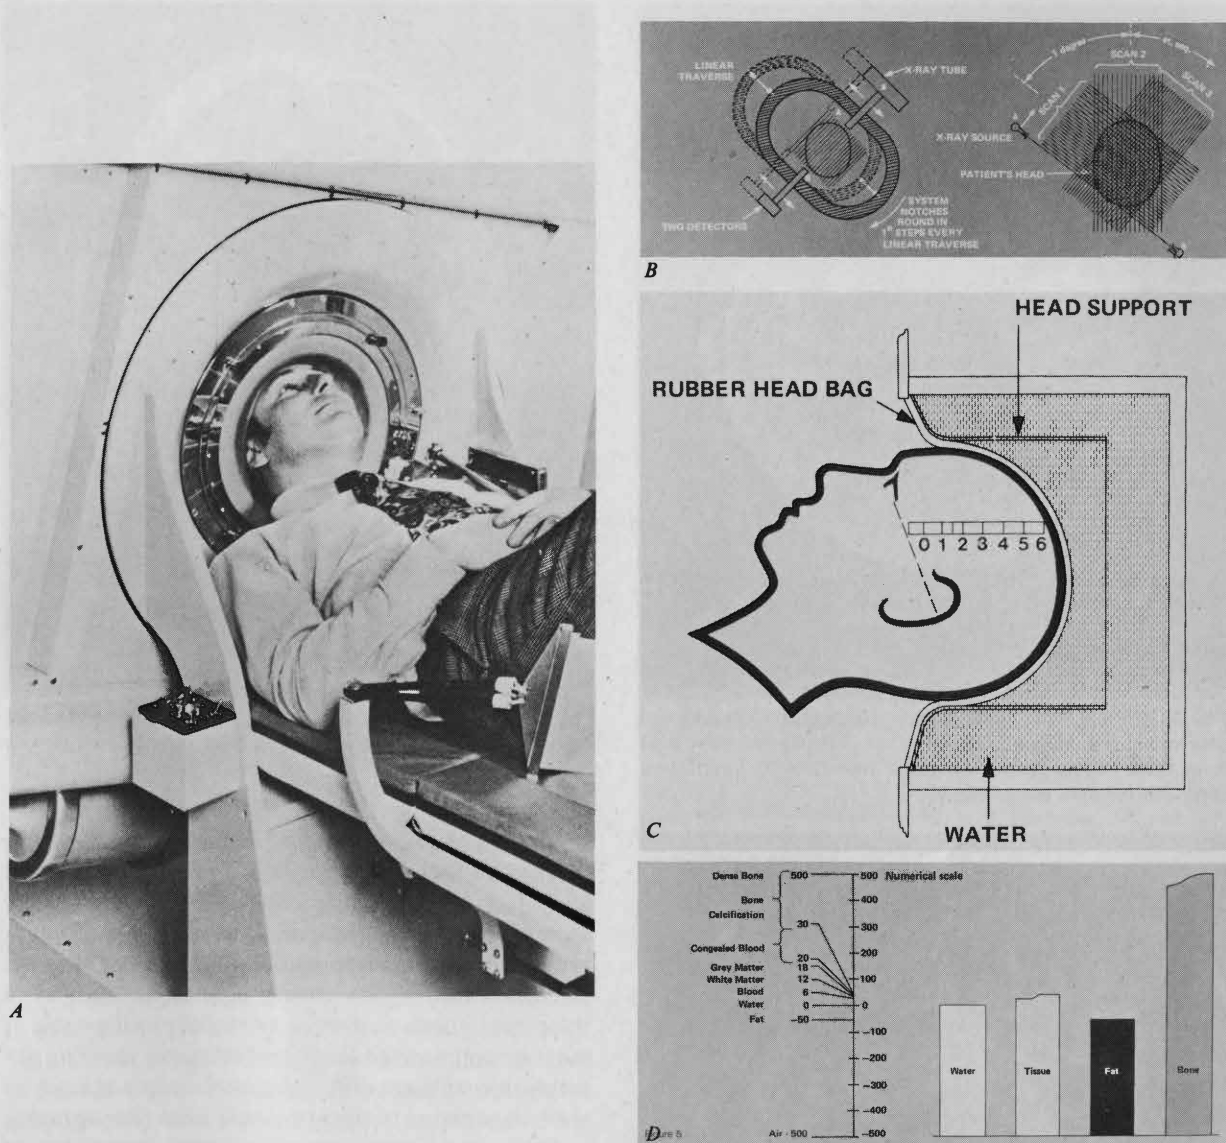 A
LINEAR
TRAVERSE
X-RAY TUBE
TWO DETECTORS
SYSTEM
NOTCHES
ROUND IN
1° STEPS EVERY
LINEAR TRAVERSE
1 degree
SCAN 1
SCAN 2
SCAN 3
X-RAY SOURCE
PATIENT'S HEAD
B
HEAD SUPPORT
RUBBER HEAD BAG
0 1 2 3 4 5 6
WATER
C
Dense Bone 500 500 Numerical scale
Bone 400
Calcification
30 300
Congealed Blood 200
20
Grey Matter 18
White Matter 12 100
Blood 6
Water 0 0
Fat -50
-100
-200
-300
-400
Air -500 -500
Water Tissue Fat Bone
Figure 5
D